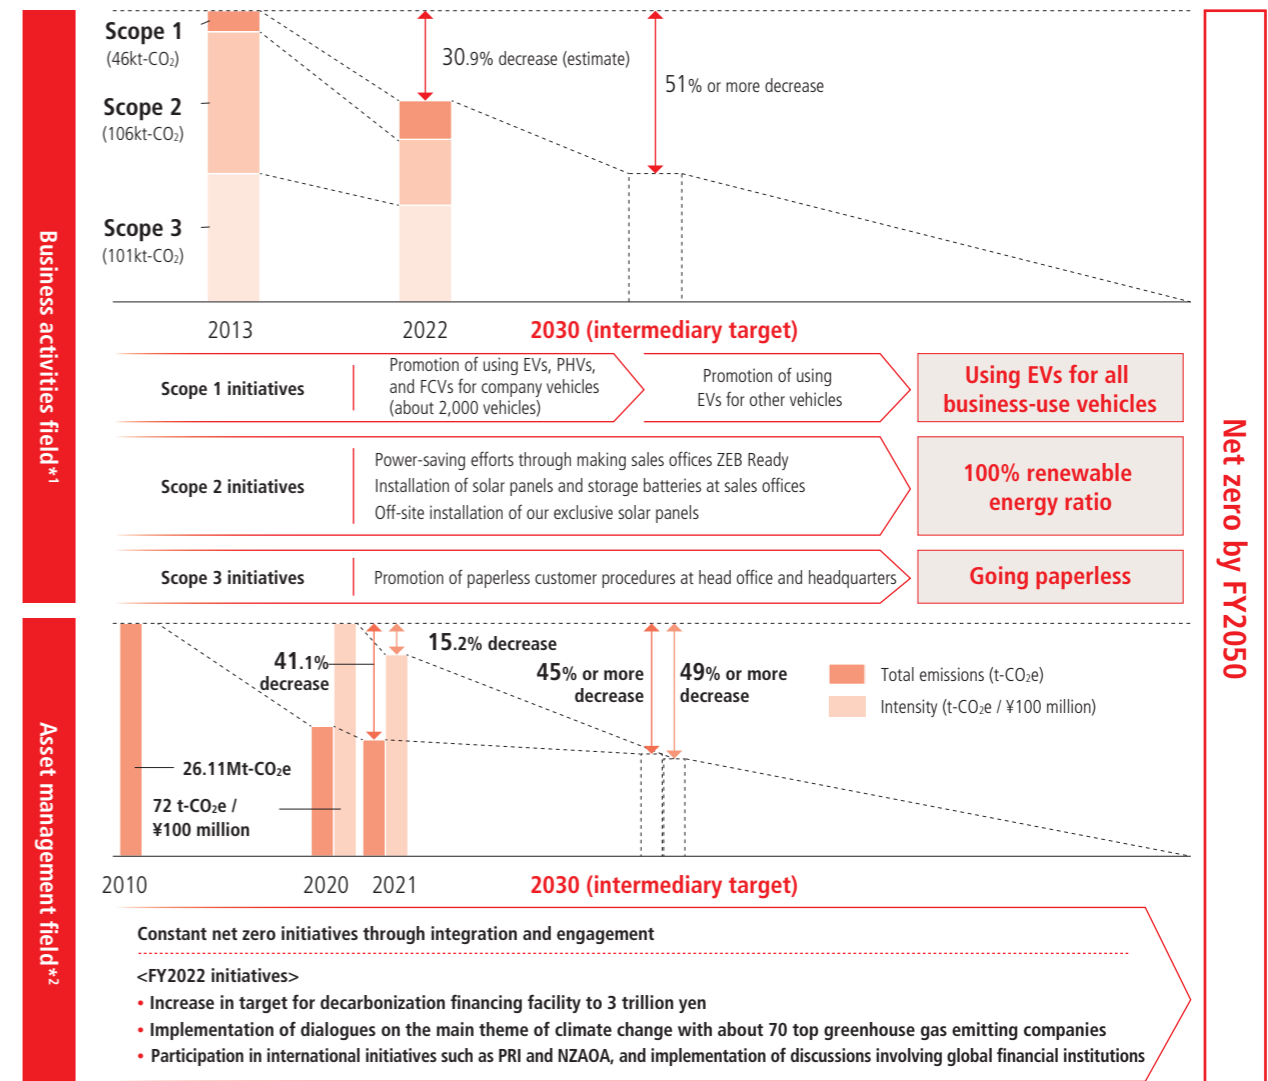 Business activities field*1
Scope 1
(46kt-CO₂)
Scope 2
(106kt-CO₂)
Scope 3
(101kt-CO₂)
30.9% decrease (estimate)
51% or more decrease
2013
2022
2030 (intermediary target)
Scope 1 initiatives
Promotion of using EVs, PHVs,
and FCVs for company vehicles
(about 2,000 vehicles)
Promotion of using
EVs for other vehicles
Using EVs for all
business-use vehicles
Scope 2 initiatives
Power-saving efforts through making sales offices ZEB Ready
Installation of solar panels and storage batteries at sales offices
Off-site installation of our exclusive solar panels
100% renewable
energy ratio
Scope 3 initiatives
Promotion of paperless customer procedures at head office and headquarters
Going paperless
Net zero by FY2050
Asset management field*2
41.1%
decrease
15.2% decrease
45% or more
decrease
49% or more
decrease
Total emissions (t-CO₂e)
Intensity (t-CO₂e / ¥100 million)
26.11Mt-CO₂e
72 t-CO₂e /
¥100 million
2010
2020
2021
2030 (intermediary target)
Constant net zero initiatives through integration and engagement
<FY2022 initiatives>
• Increase in target for decarbonization financing facility to 3 trillion yen
• Implementation of dialogues on the main theme of climate change with about 70 top greenhouse gas emitting companies
• Participation in international initiatives such as PRI and NZAOA, and implementation of discussions involving global financial institutions